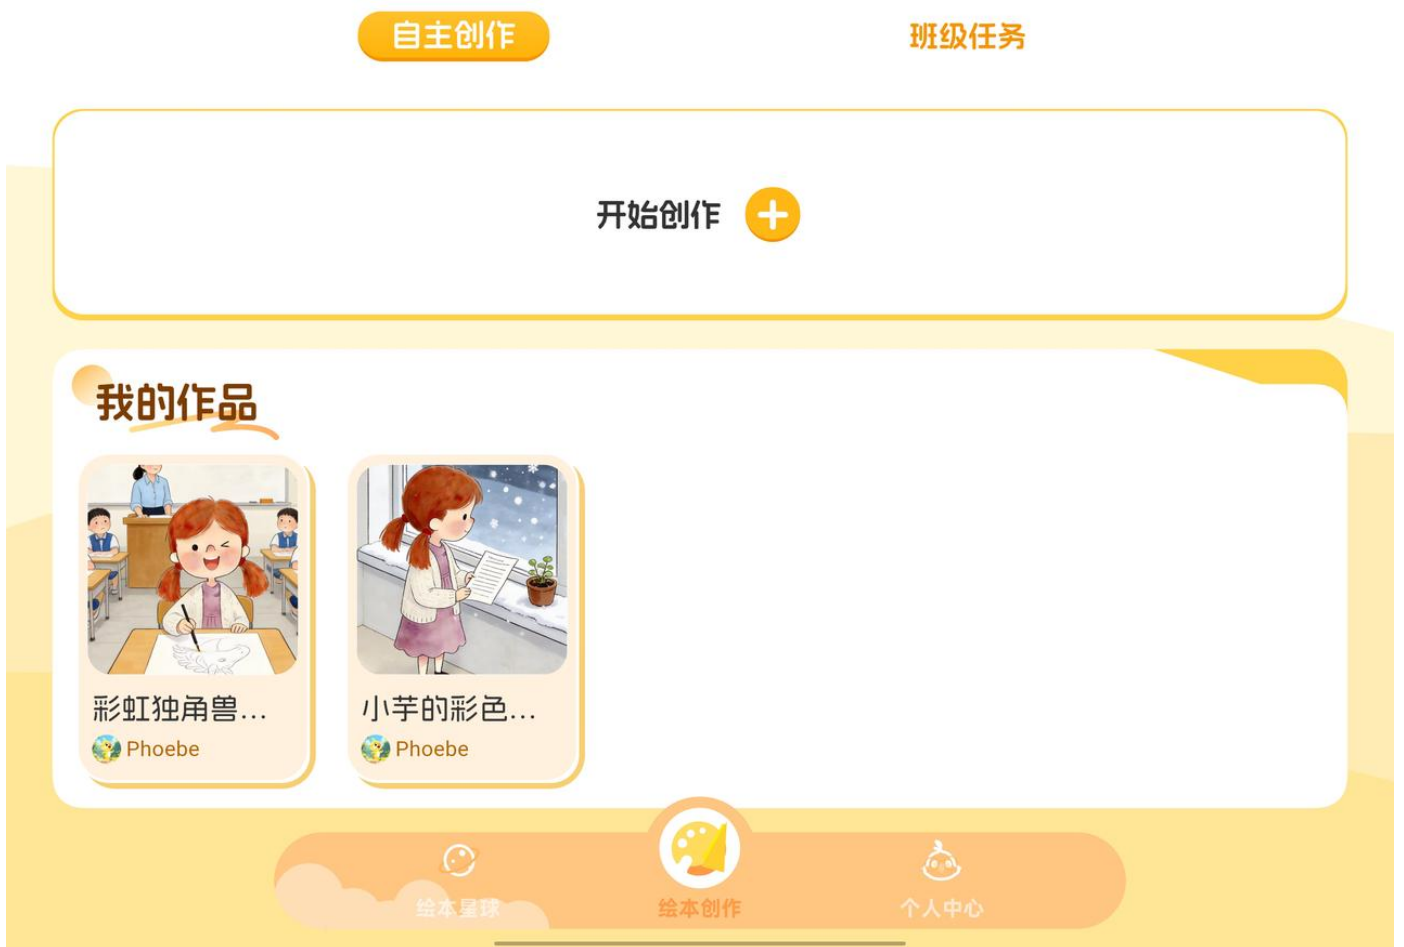 自主创作
班级任务
开始创作
我的作品
彩虹独角兽...
Phoebe
小芋的彩色...
Phoebe
绘本星球
绘本创作
个人中心